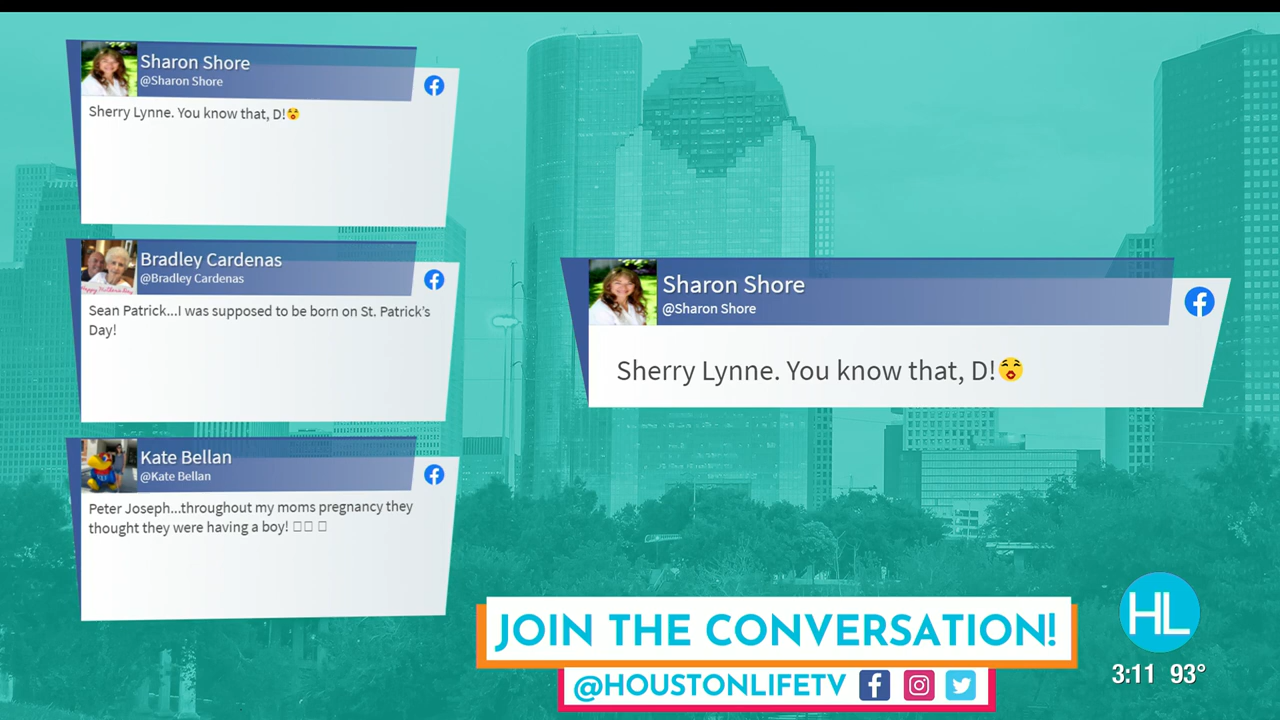 Sharon Shore
@Sharon Shore
Sherry Lynne. You know that, D!😲
Bradley Cardenas
@Bradley Cardenas
Sean Patrick...I was supposed to be born on St. Patrick's
Day!
Kate Bellan
@Kate Bellan
Peter Joseph...throughout my moms pregnancy they
thought they were having a boy! □□ □
Sharon Shore
@Sharon Shore
Sherry Lynne. You know that, D!😲
JOIN THE CONVERSATION!
@HOUSTONLIFETV
HL
3:11 93°